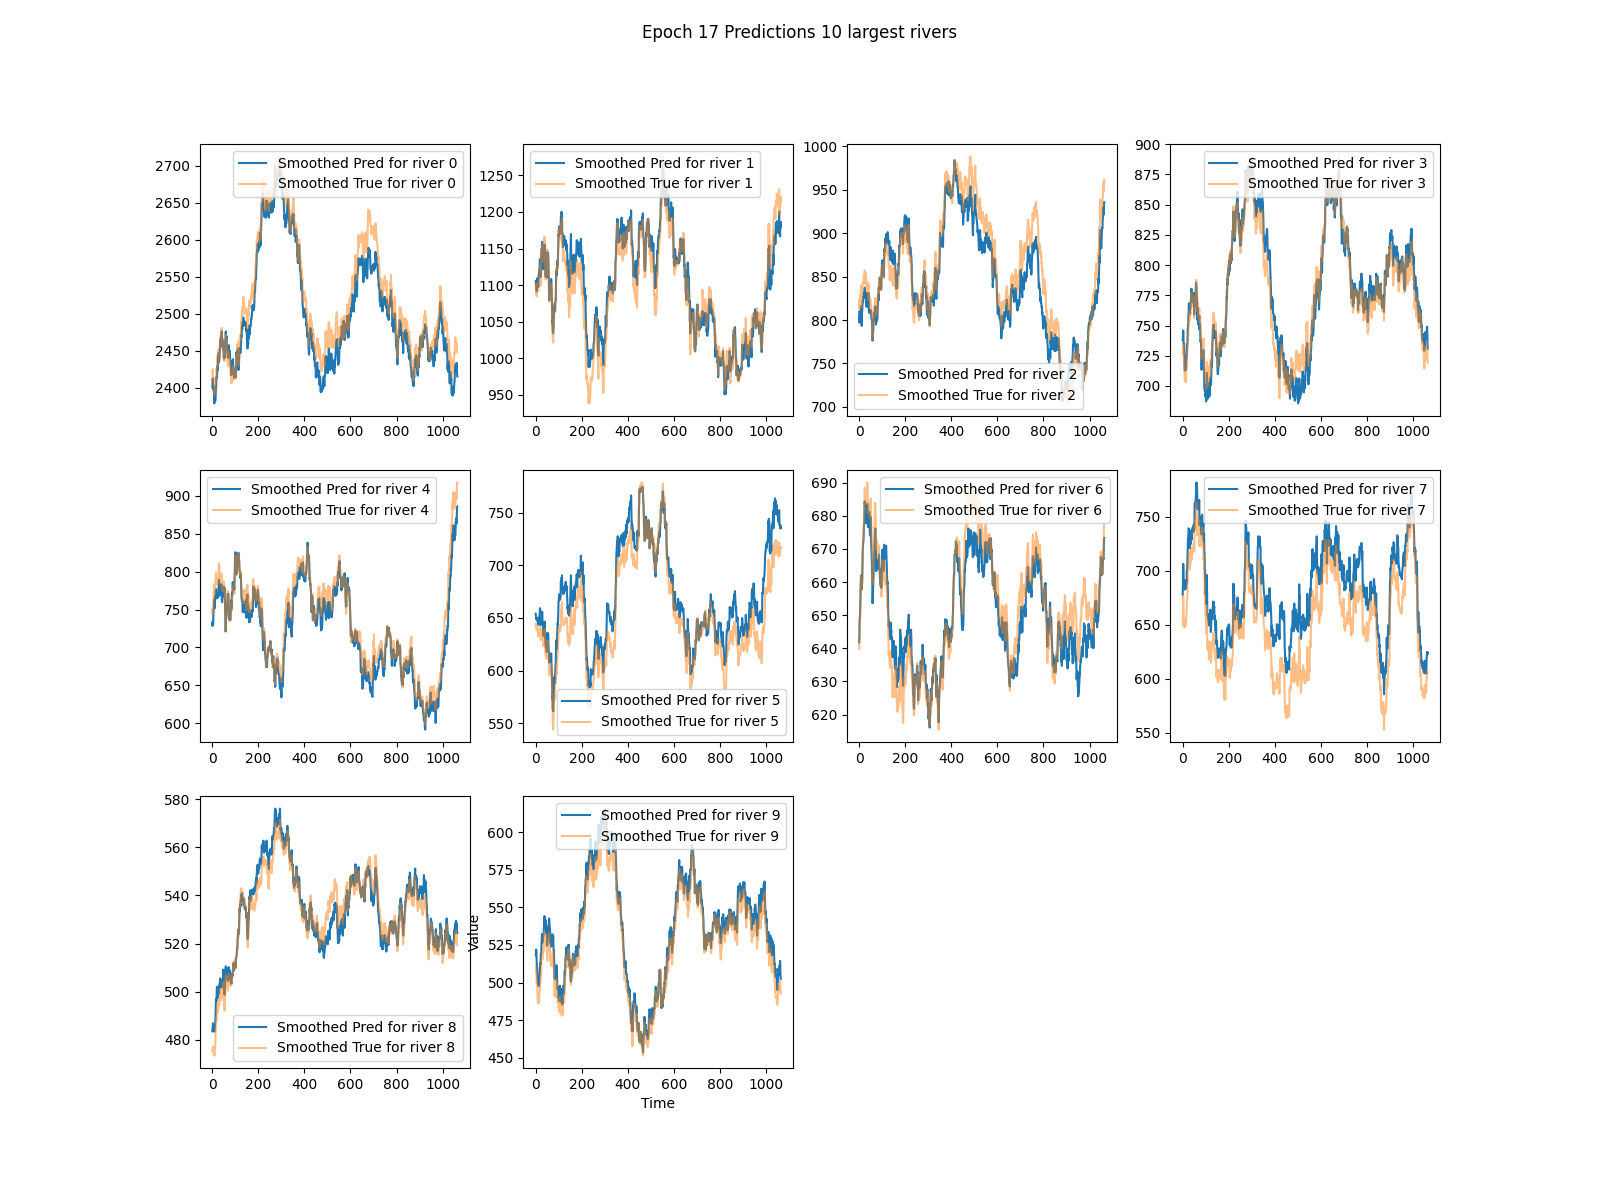 Epoch 17 Predictions 10 largest rivers
2700
2650
2600
2550
2500
2450
2400
Smoothed Pred for river 0
Smoothed True for river 0
0 200 400 600 800 1000
1250
1200
1150
1100
1050
1000
950
Smoothed Pred for river 1
Smoothed True for river 1
0 200 400 600 800 1000
1000
950
900
850
800
750
700
Smoothed Pred for river 2
Smoothed True for river 2
0 200 400 600 800 1000
900
875
850
825
800
775
750
725
700
Smoothed Pred for river 3
Smoothed True for river 3
0 200 400 600 800 1000
900
850
800
750
700
650
600
Smoothed Pred for river 4
Smoothed True for river 4
0 200 400 600 800 1000
750
700
650
600
550
Smoothed Pred for river 5
Smoothed True for river 5
0 200 400 600 800 1000
690
680
670
660
650
640
630
620
Smoothed Pred for river 6
Smoothed True for river 6
0 200 400 600 800 1000
750
700
650
600
550
Smoothed Pred for river 7
Smoothed True for river 7
0 200 400 600 800 1000
580
560
540
520
500
480
Smoothed Pred for river 8
Smoothed True for river 8
0 200 400 600 800 1000
Value
600
575
550
525
500
475
450
Smoothed Pred for river 9
Smoothed True for river 9
0 200 400 600 800 1000
Time